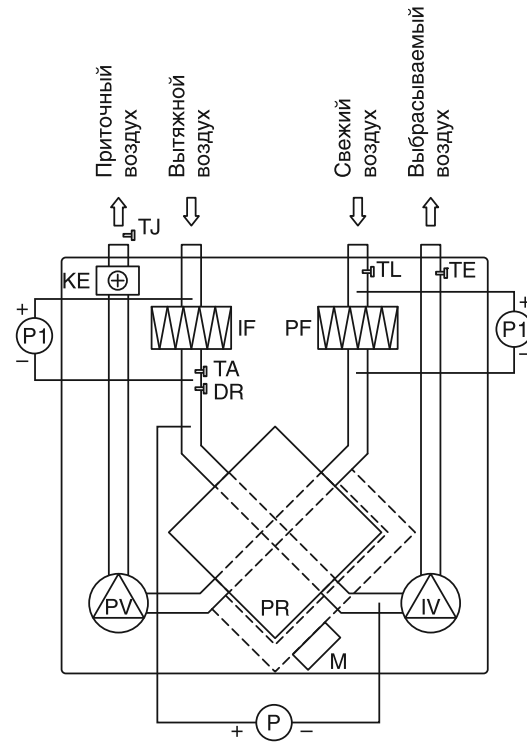 Приточный
воздух
Вытяжной
воздух
Свежий
воздух
Выбрасываемый
воздух
TJ
KE
TL
TE
+
P1
−
IF
PF
+
P1
−
TA
DR
PV
PR
IV
M
+
P
−